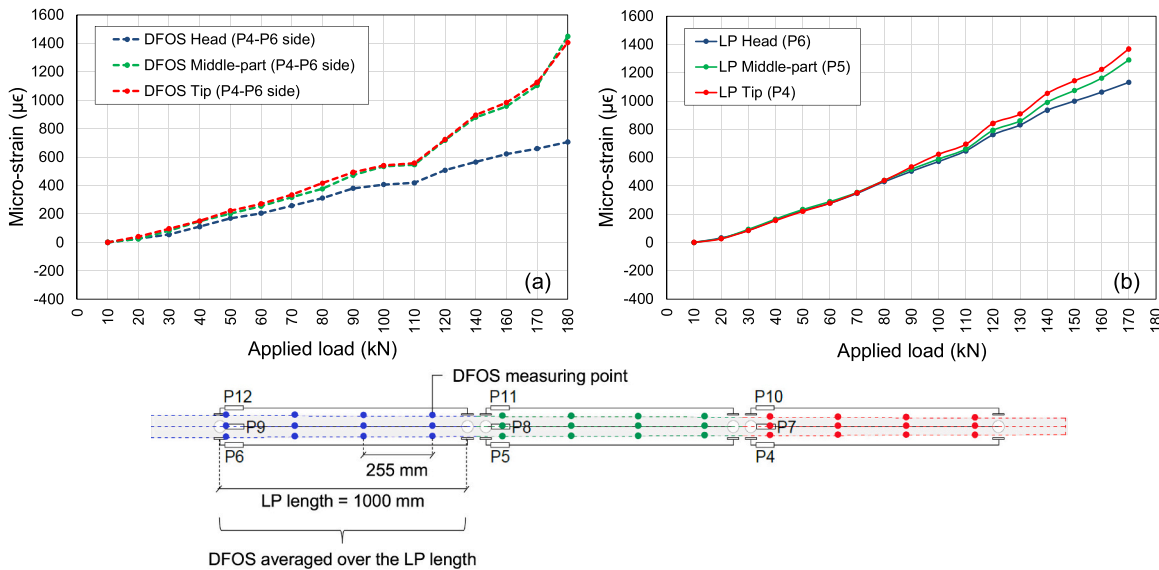 1600
1400
1200
1000
800
600
400
200
0
-200
-400
Micro-strain (µє)
DFOS Head (P4-P6 side)
DFOS Middle-part (P4-P6 side)
DFOS Tip (P4-P6 side)
(a)
0 10 20 30 40 50 60 70 80 90 100 110 120 140 160 170 180
Applied load (kN)
1600
1400
1200
1000
800
600
400
200
0
-200
-400
Micro-strain (µє)
LP Head (P6)
LP Middle-part (P5)
LP Tip (P4)
(b)
0 10 20 30 40 50 60 70 80 90 100 110 120 130 140 150 160 170 180
Applied load (kN)
DFOS measuring point
P12 P11 P10
P9 P8 P7
P6 P5 P4
255 mm
LP length = 1000 mm
DFOS averaged over the LP length